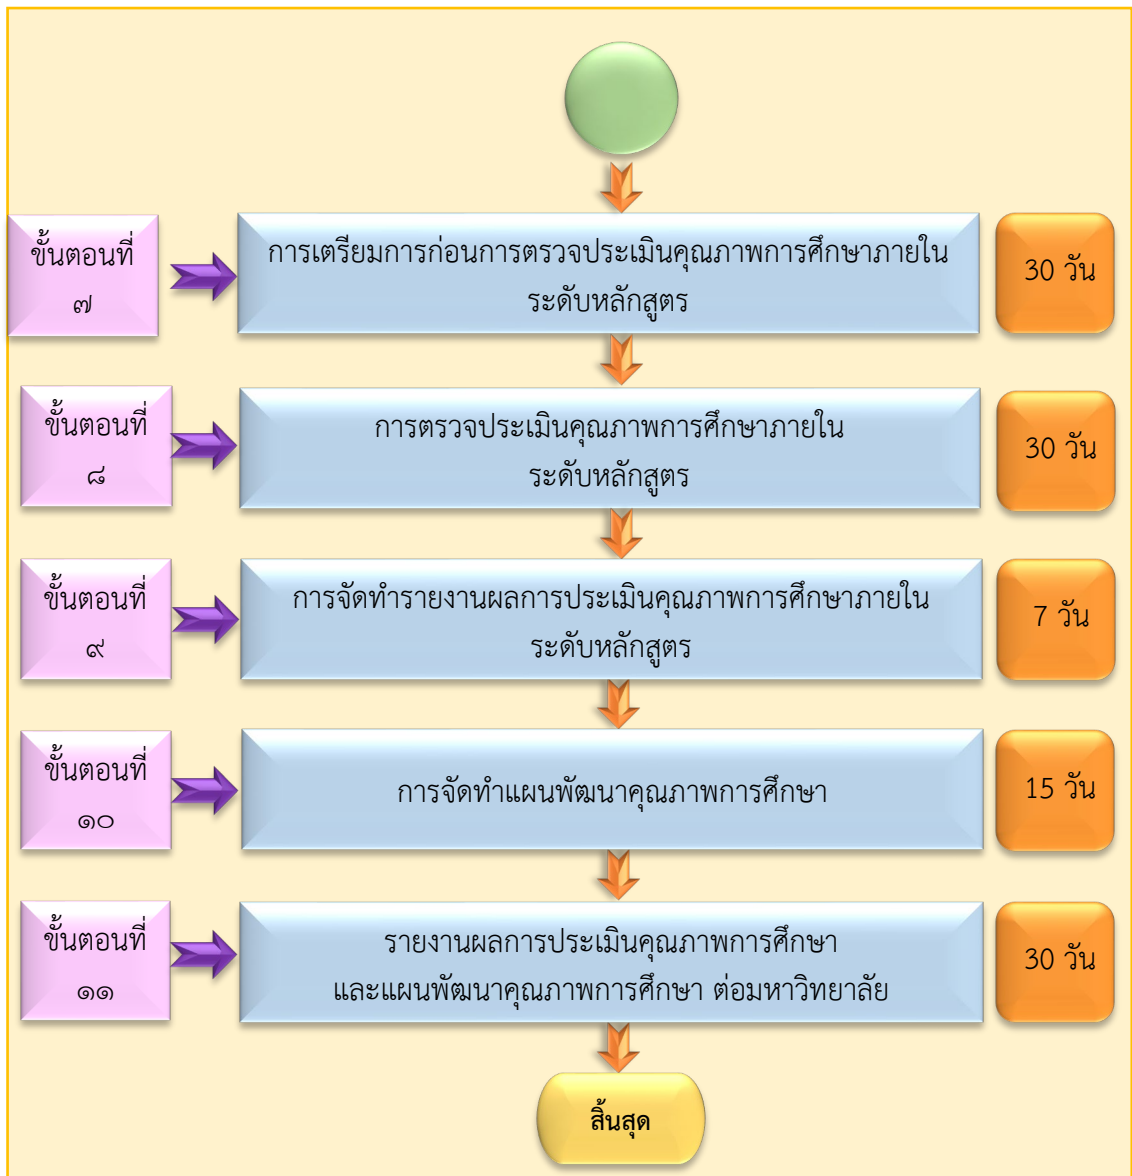 ขั้นตอนที่
๗
การเตรียมการก่อนการตรวจประเมินคุณภาพการศึกษาภายใน
ระดับหลักสูตร
30 วัน
ขั้นตอนที่
๘
การตรวจประเมินคุณภาพการศึกษาภายใน
ระดับหลักสูตร
30 วัน
ขั้นตอนที่
๙
การจัดทำรายงานผลการประเมินคุณภาพการศึกษาภายใน
ระดับหลักสูตร
7 วัน
ขั้นตอนที่
๑๐
การจัดทำแผนพัฒนาคุณภาพการศึกษา
15 วัน
ขั้นตอนที่
๑๑
รายงานผลการประเมินคุณภาพการศึกษา
และแผนพัฒนาคุณภาพการศึกษา ต่อมหาวิทยาลัย
30 วัน
สิ้นสุด